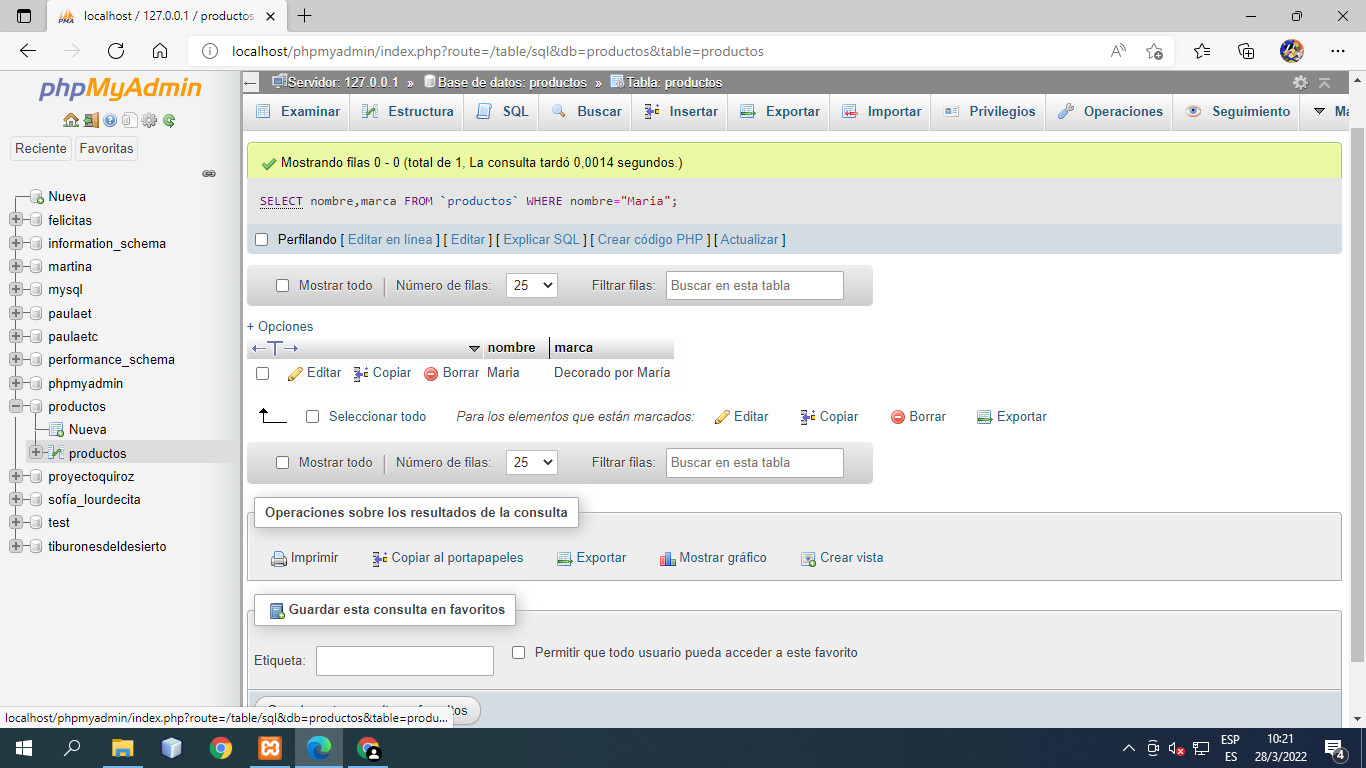 localhost / 127.0.0.1 / productos
localhost/phpmyadmin/index.php?route=/table/sql&db=productos&table=productos
phpMyAdmin
Reciente
Favoritas
Nueva
felicitas
information_schema
martina
mysql
paulaet
paulaetc
performance_schema
phpmyadmin
productos
Nueva
productos
proyectoquiroz
sofía_lourdecita
test
tiburonesdeldesierto
Servidor: 127.0.0.1 » Base de datos: productos » Tabla: productos
Examinar Estructura SQL Buscar Insertar Exportar Importar Privilegios Operaciones Seguimiento
Mostrando filas 0 - 0 (total de 1, La consulta tardó 0,0014 segundos.)
SELECT nombre,marca FROM `productos` WHERE nombre="Maria";
Perfilando [ Editar en línea ] [ Editar ] [ Explicar SQL ] [ Crear código PHP ] [ Actualizar ]
Mostrar todo Número de filas: 25 Filtrar filas: Buscar en esta tabla
+ Opciones
nombre marca
Editar Copiar Borrar Maria Decorado por María
Seleccionar todo Para los elementos que están marcados: Editar Copiar Borrar Exportar
Mostrar todo Número de filas: 25 Filtrar filas: Buscar en esta tabla
Operaciones sobre los resultados de la consulta
Imprimir Copiar al portapapeles Exportar Mostrar gráfico Crear vista
Guardar esta consulta en favoritos
Etiqueta: Permitir que todo usuario pueda acceder a este favorito
localhost/phpmyadmin/index.php?route=/table/sql&db=productos&table=produ...
ESP
ES
10:21
28/3/2022
4